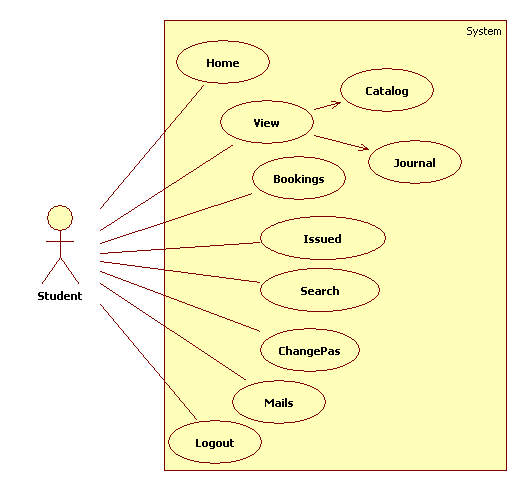 System
Home
Catalog
View
Journal
Bookings
Issued
Search
Student
ChangePas
Mails
Logout